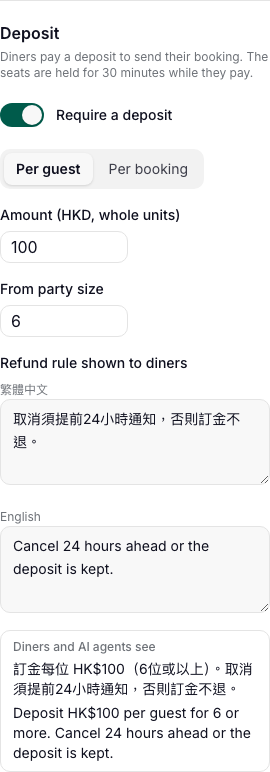 Deposit
Diners pay a deposit to send their booking. The
seats are held for 30 minutes while they pay.
Require a deposit
Per guest
Per booking
Amount (HKD, whole units)
100
From party size
6
Refund rule shown to diners
繁體中文
取消須提前24小時通知，否則訂金不
退。
English
Cancel 24 hours ahead or the
deposit is kept.
Diners and AI agents see
訂金每位 HK$100（6位或以上）。取消
須提前24小時通知，否則訂金不退。
Deposit HK$100 per guest for 6 or
more. Cancel 24 hours ahead or the
deposit is kept.